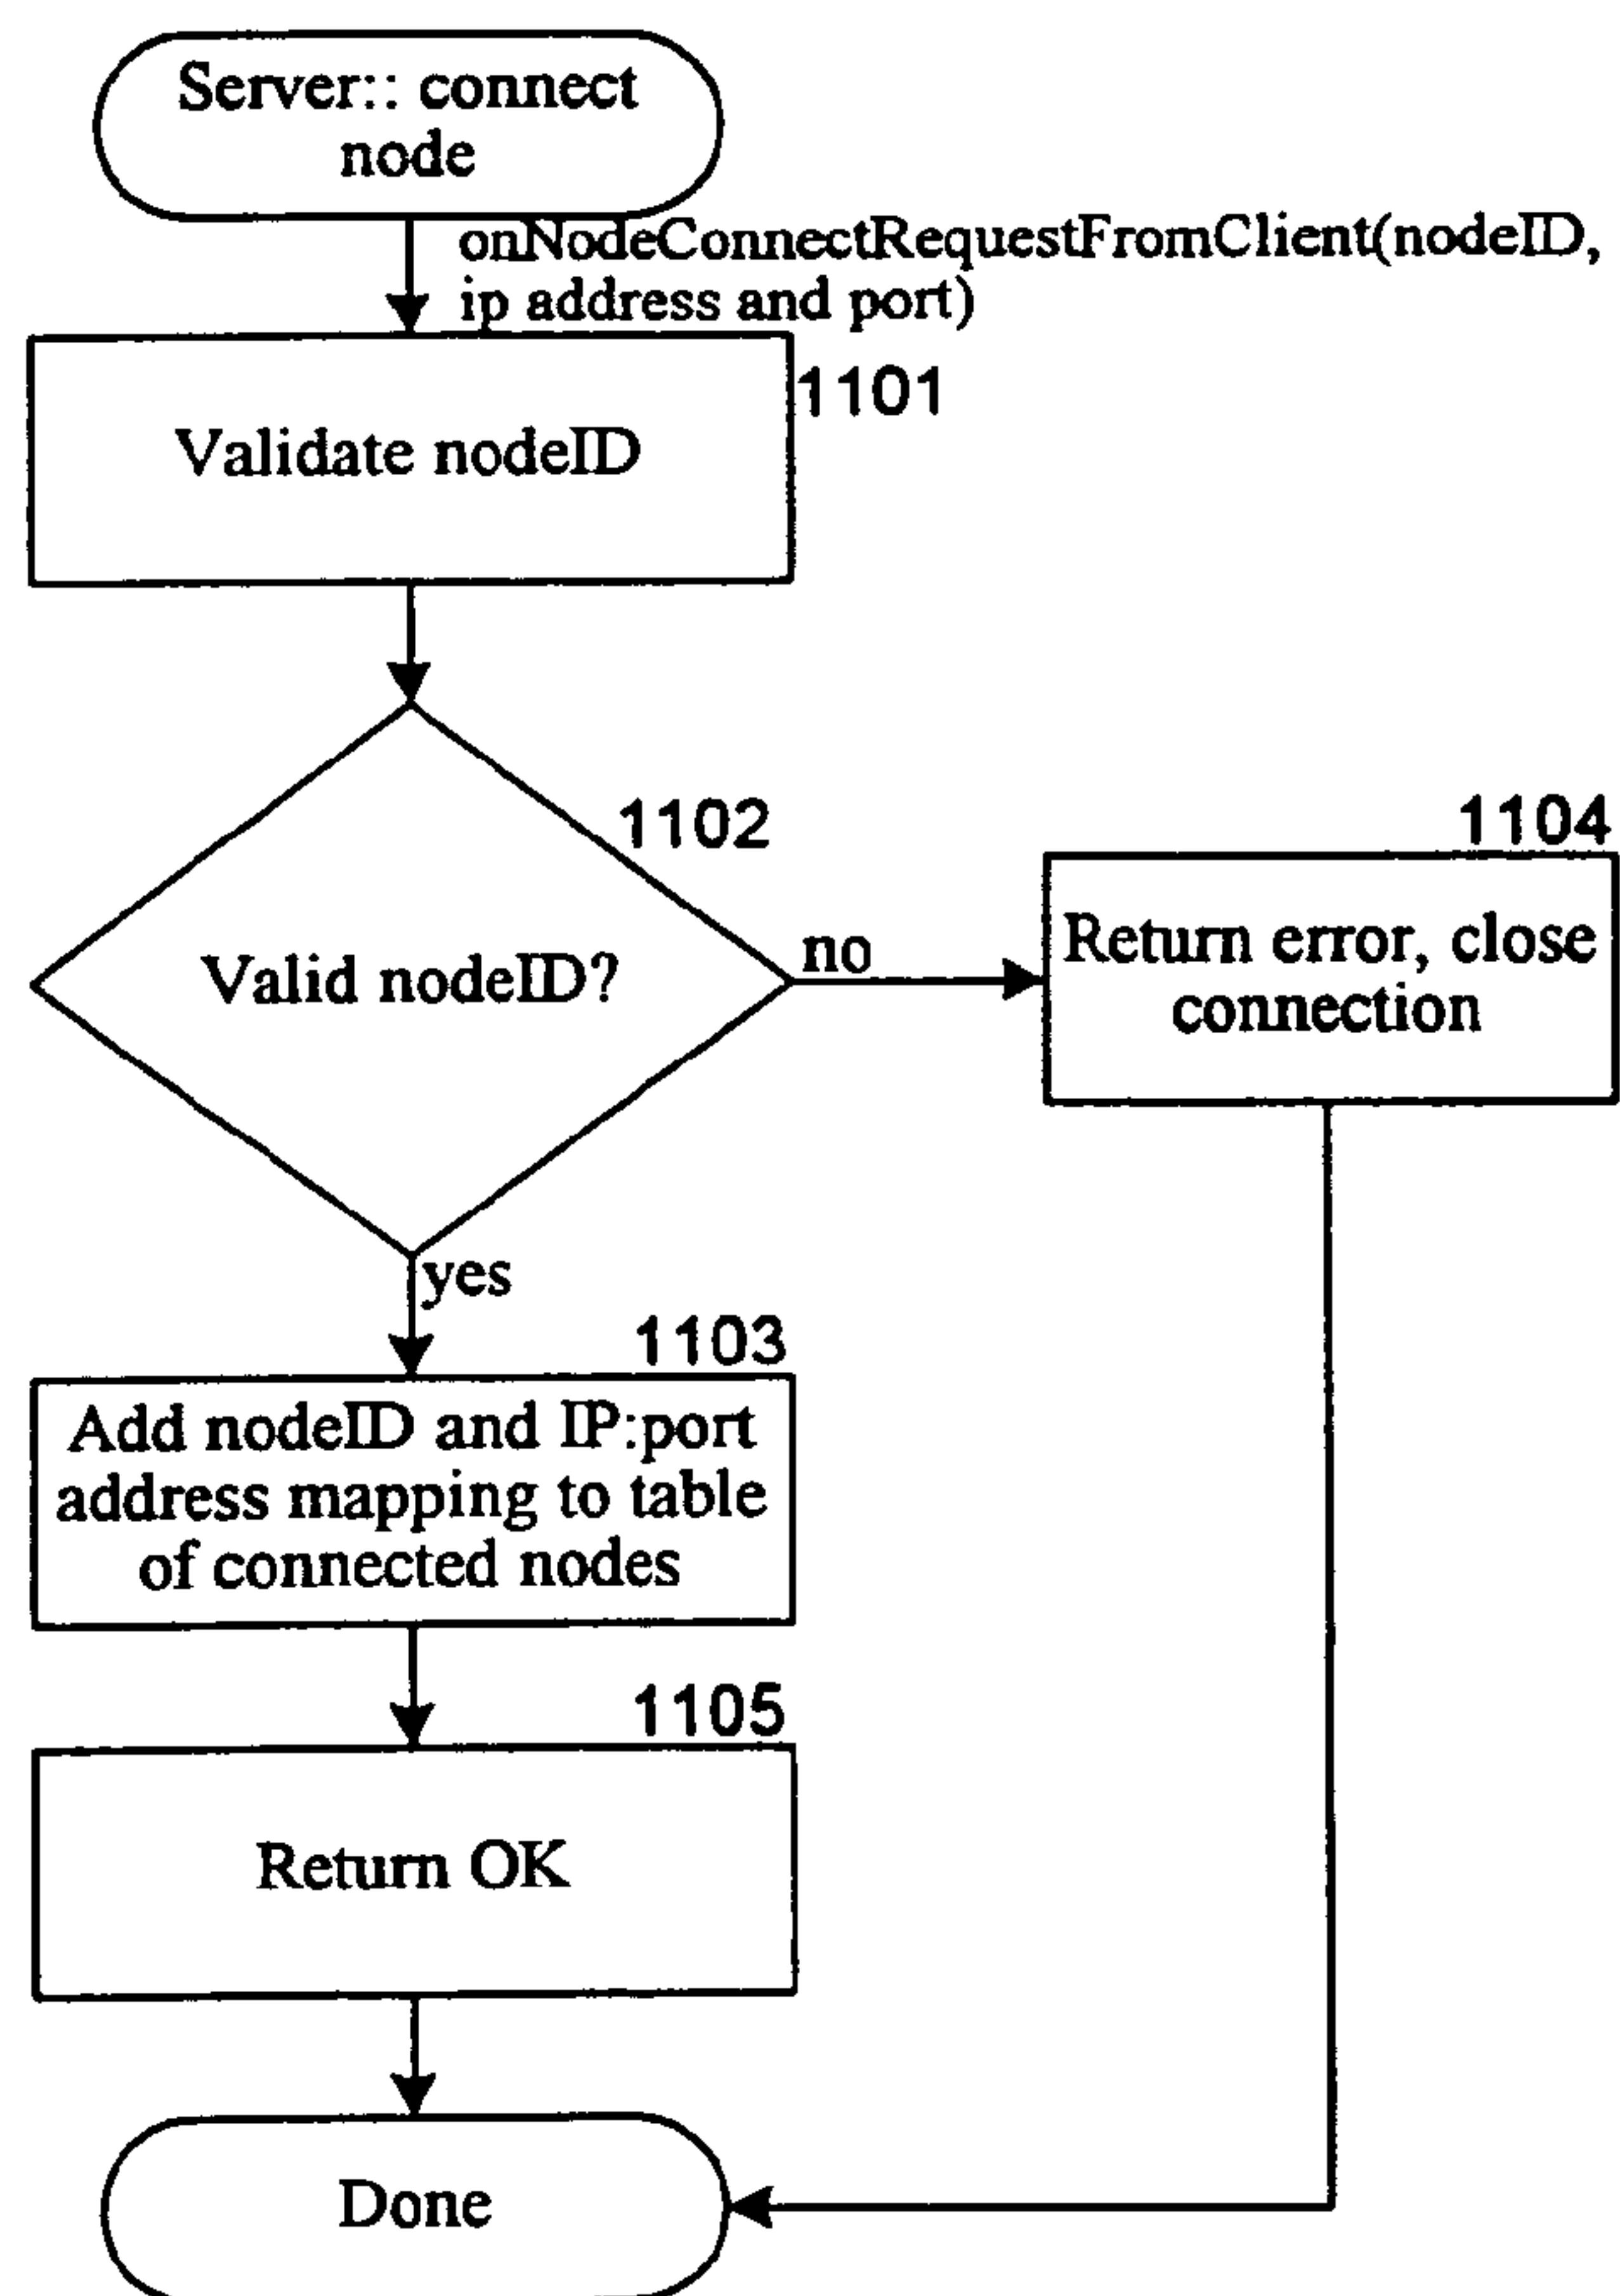 Server:: connect
node
onNodeConnectRequestFromClient(nodeID,
ip address and port)
1101
Validate nodeID
1102
Valid nodeID?
no
1104
Return error, close
connection
yes
1103
Add nodeID and IP:port
address mapping to table
of connected nodes
1105
Return OK
Done